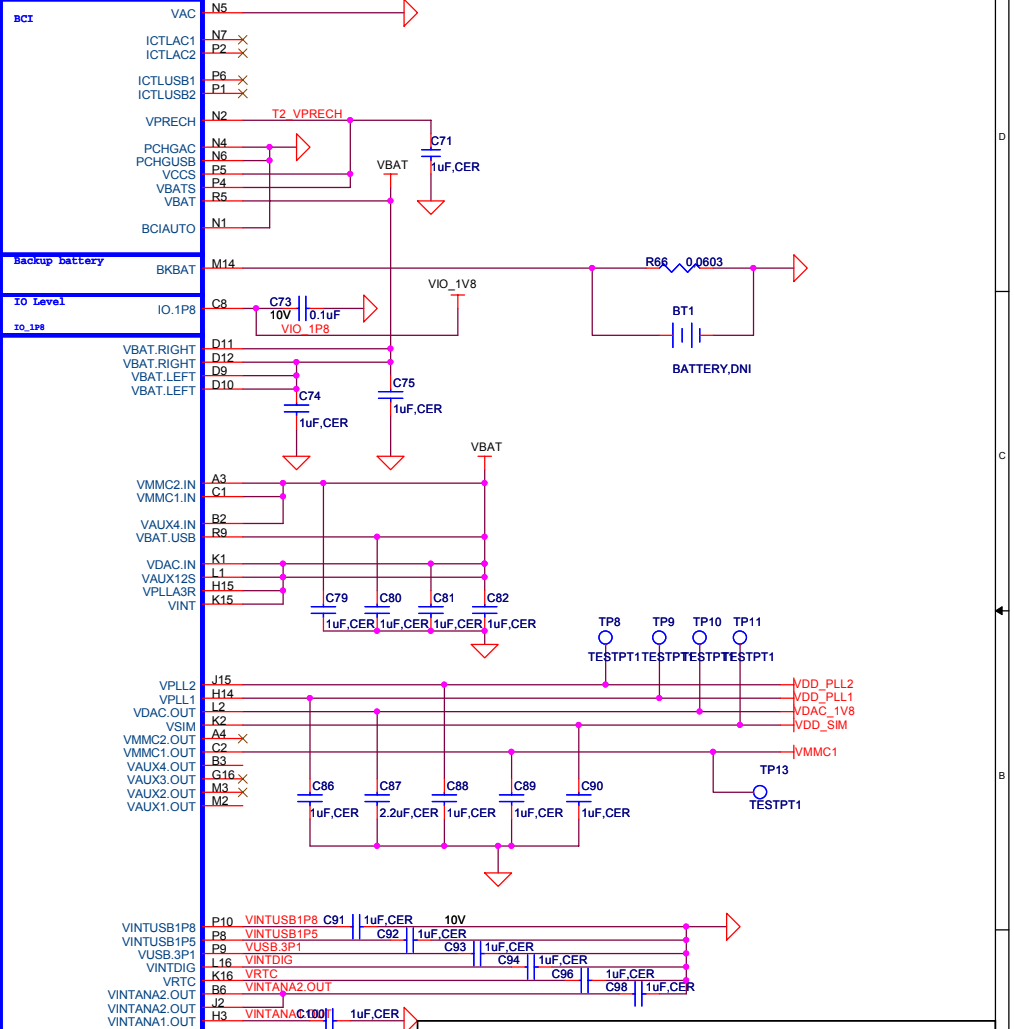 BCI
VAC N5
ICTLAC1 N7
ICTLAC2 P2
ICTLUSB1 P6
ICTLUSB2 P1
VPRECH N2 T2_VPRECH
PCHGAC N4
PCHGUSB N6
VCCS P5
VBATS P4
VBAT R5
BCIAUTO N1
C71
1uF,CER
VBAT
D
Backup battery
BKBAT M14
R66 0,0603
BT1
BATTERY,DNI
IO Level
IO_1P8
IO.1P8 C8
C73
10V 0.1uF
VIO_1P8
VIO_1V8
VBAT.RIGHT D11
VBAT.RIGHT D12
VBAT.LEFT D9
VBAT.LEFT D10
C74
1uF,CER
C75
1uF,CER
VBAT
C
VMMC2.IN A3
VMMC1.IN C1
VAUX4.IN B2
VBAT.USB R9
VDAC.IN K1
VAUX12S L1
VPLLA3R H15
VINT K15
C79 C80 C81 C82
1uF,CER 1uF,CER 1uF,CER 1uF,CER
TP8 TP9 TP10 TP11
TESTPT1 TESTPT1 TESTPT1 TESTPT1
VPLL2 J15 VDD_PLL2
VPLL1 H14 VDD_PLL1
VDAC.OUT L2 VDAC_1V8
VSIM K2 VDD_SIM
VMMC2.OUT A4
VMMC1.OUT C2 VMMC1
VAUX4.OUT B3
VAUX3.OUT G16
VAUX2.OUT M3
VAUX1.OUT M2
TP13
TESTPT1
B
C86 C87 C88 C89 C90
1uF,CER 2.2uF,CER 1uF,CER 1uF,CER 1uF,CER
VINTUSB1P8 P10 VINTUSB1P8 C91 1uF,CER 10V
VINTUSB1P5 P8 VINTUSB1P5 C92 1uF,CER
VUSB.3P1 P9 VUSB.3P1 C93 1uF,CER
VINTDIG L16 VINTDIG C94 1uF,CER
VRTC K16 VRTC C96 1uF,CER
VINTANA2.OUT B6 VINTANA2.OUT C98 1uF,CER
VINTANA2.OUT J2
VINTANA1.OUT H3 C100 1uF,CER